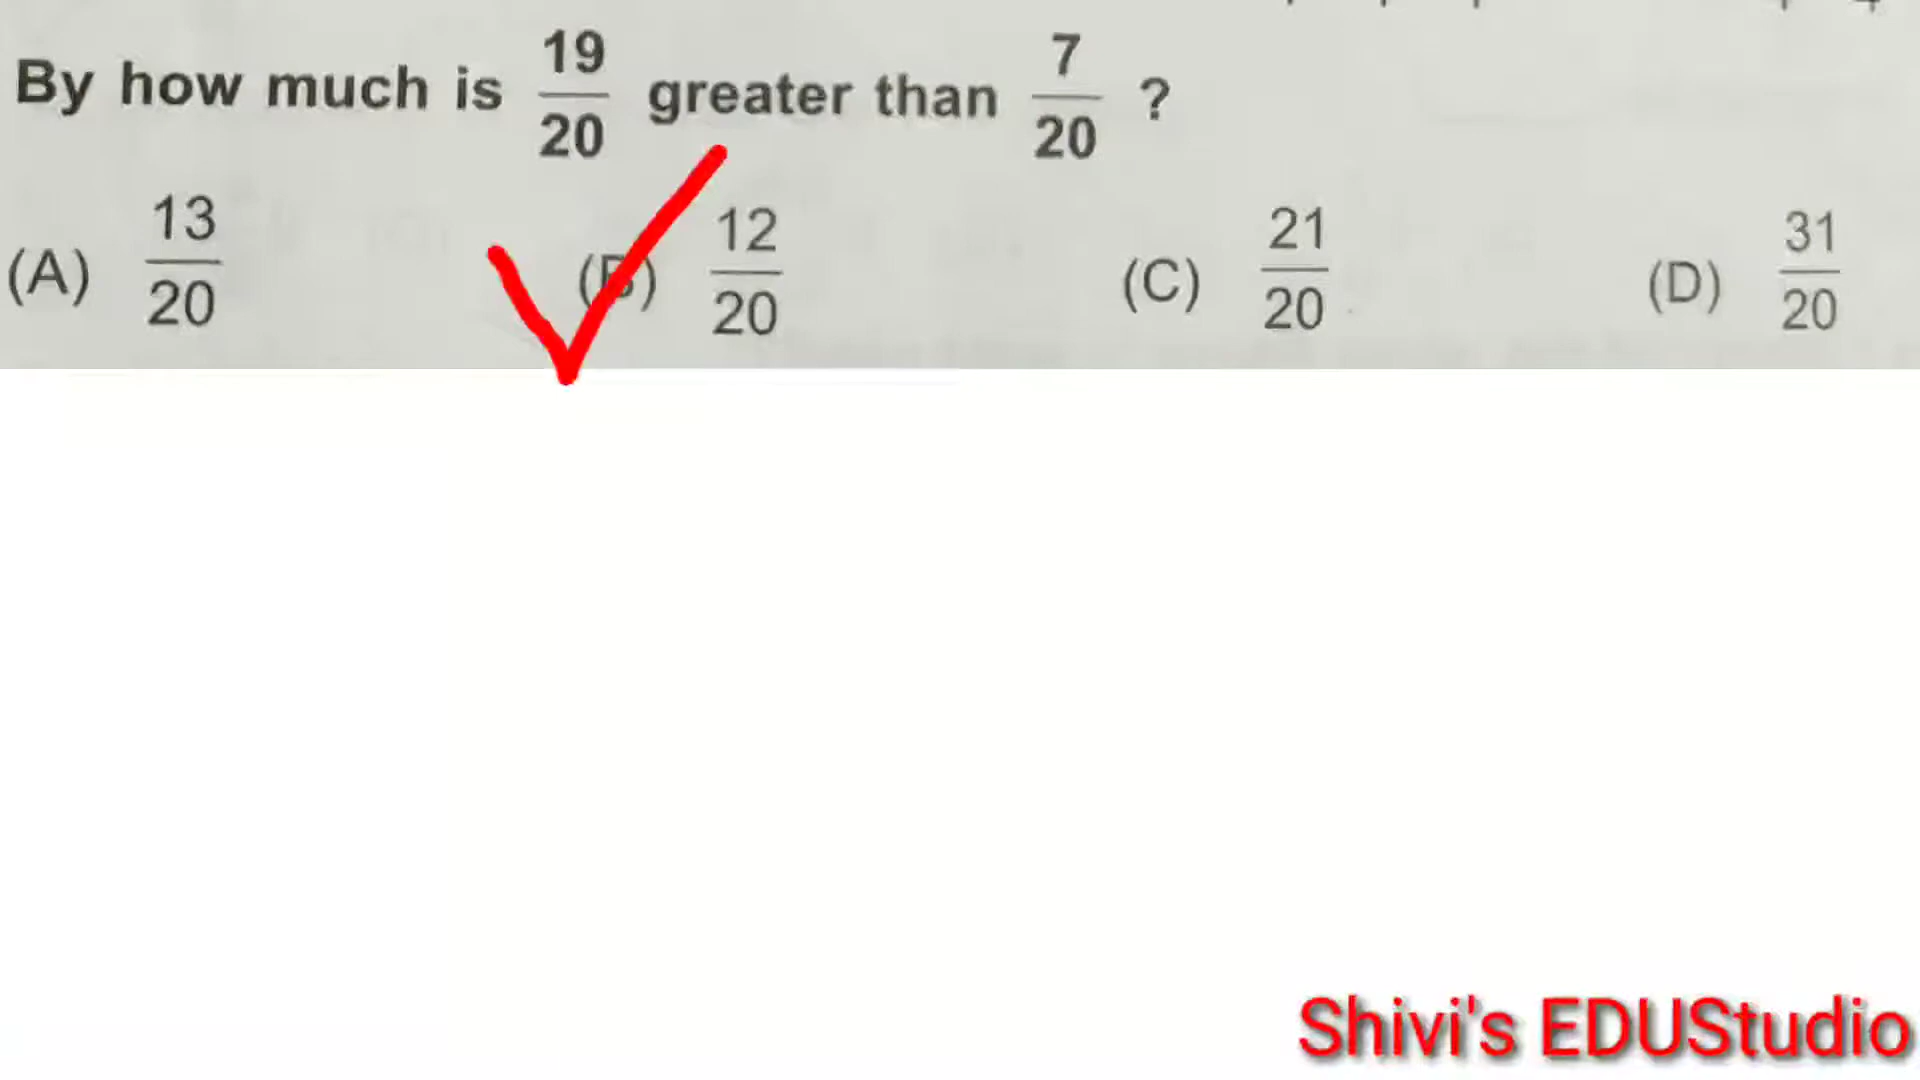 By how much is 19/20 greater than 7/20 ?
(A) 13/20 (B) 12/20 (C) 21/20 (D) 31/20
Shivi's EDUStudio